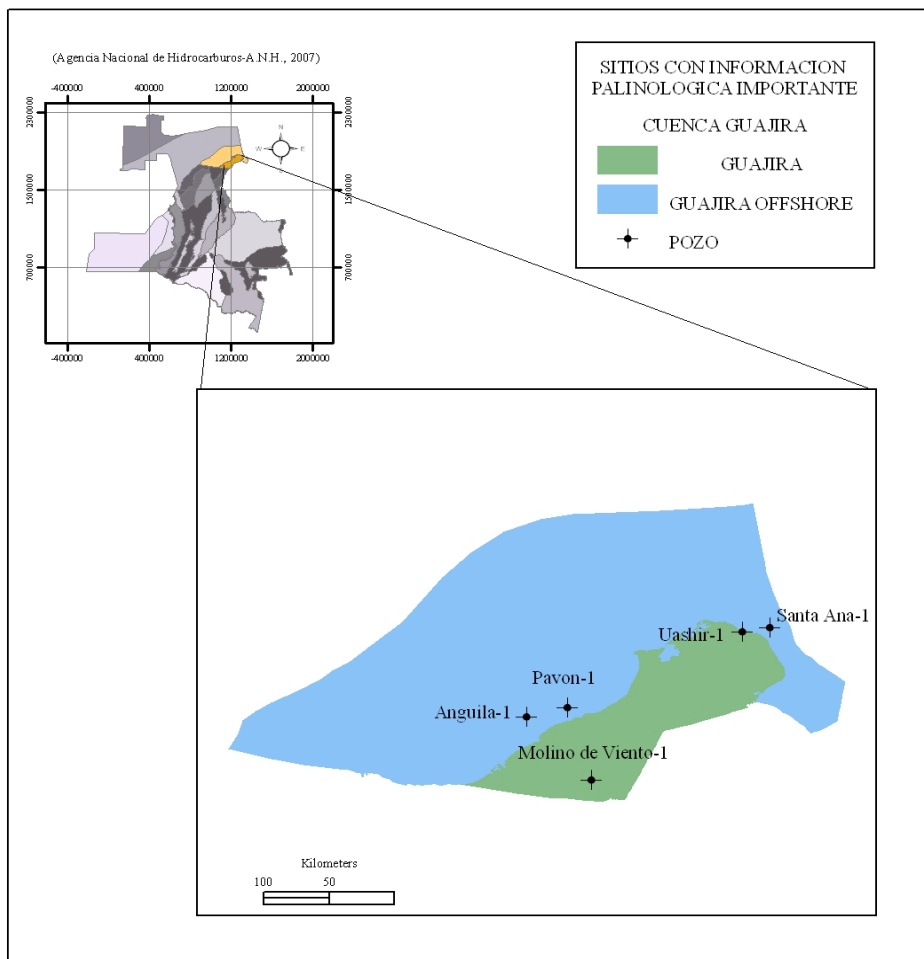 (Agencia Nacional de Hidrocarburos-A.N.H., 2007)
-400000 400000 1200000 2000000
2300000 2300000
1500000 1500000
700000 700000
N
W E
-400000 400000 1200000 2000000
SITIOS CON INFORMACION
PALINOLOGICA IMPORTANTE
CUENCA GUAJIRA
GUAJIRA
GUAJIRA OFFSHORE
POZO
Santa Ana-1
Uashir-1
Pavon-1
Anguila-1
Molino de Viento-1
Kilometers
100 50